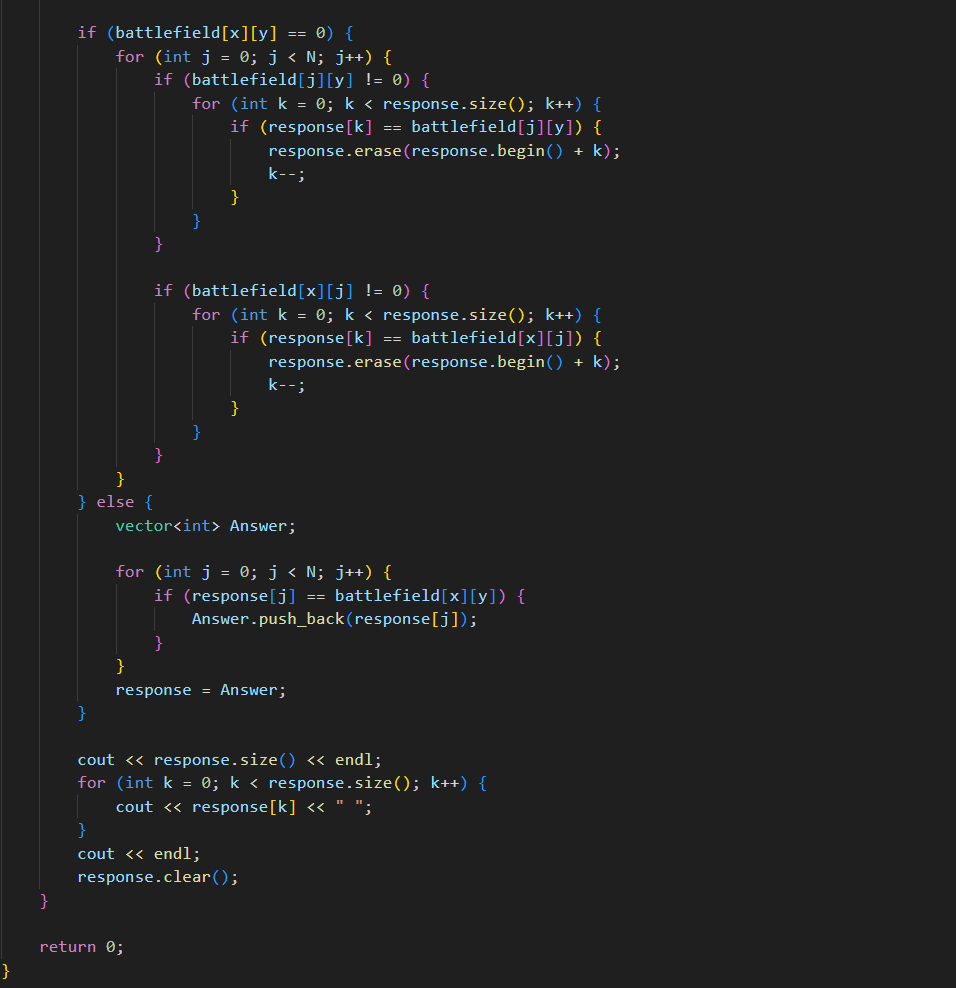 if (battlefield[x][y] == 0) {
for (int j = 0; j < N; j++) {
if (battlefield[j][y] != 0) {
for (int k = 0; k < response.size(); k++) {
if (response[k] == battlefield[j][y]) {
response.erase(response.begin() + k);
k--;
}
}
}
if (battlefield[x][j] != 0) {
for (int k = 0; k < response.size(); k++) {
if (response[k] == battlefield[x][j]) {
response.erase(response.begin() + k);
k--;
}
}
}
}
} else {
vector<int> Answer;
for (int j = 0; j < N; j++) {
if (response[j] == battlefield[x][y]) {
Answer.push_back(response[j]);
}
}
response = Answer;
}
cout << response.size() << endl;
for (int k = 0; k < response.size(); k++) {
cout << response[k] << " ";
}
cout << endl;
response.clear();
}
return 0;
}